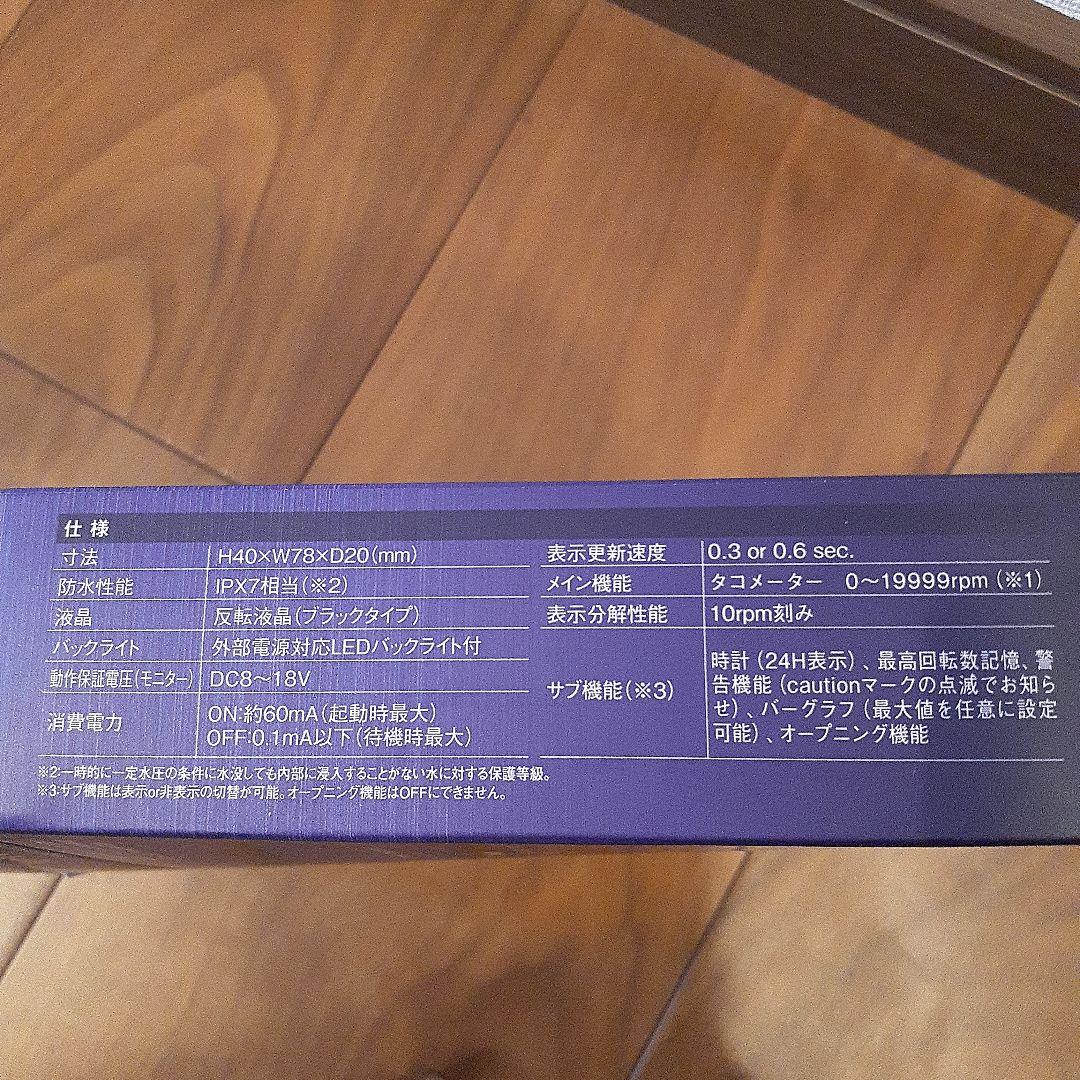 仕様
寸法 H40×W78×D20(mm)
防水性能 IPX7相当(※2)
液晶 反転液晶(ブラックタイプ)
バックライト 外部電源対応LEDバックライト付
動作保証電圧(モニター) DC8〜18V
消費電力 ON:約60mA(起動時最大)
OFF:0.1mA以下(待機時最大)
表示更新速度 0.3 or 0.6 sec.
メイン機能 タコメーター 0〜19999rpm(※1)
表示分解性能 10rpm刻み
サブ機能(※3) 時計(24H表示)、最高回転数記憶、警
告機能(cautionマークの点滅でお知ら
せ)、バーグラフ(最大値を任意に設定
可能)、オープニング機能
※2:一時的に一定水圧の条件に水没しても内部に浸入することがない水に対する保護等級。
※3:サブ機能は表示or非表示の切替が可能。オープニング機能はOFFにできません。